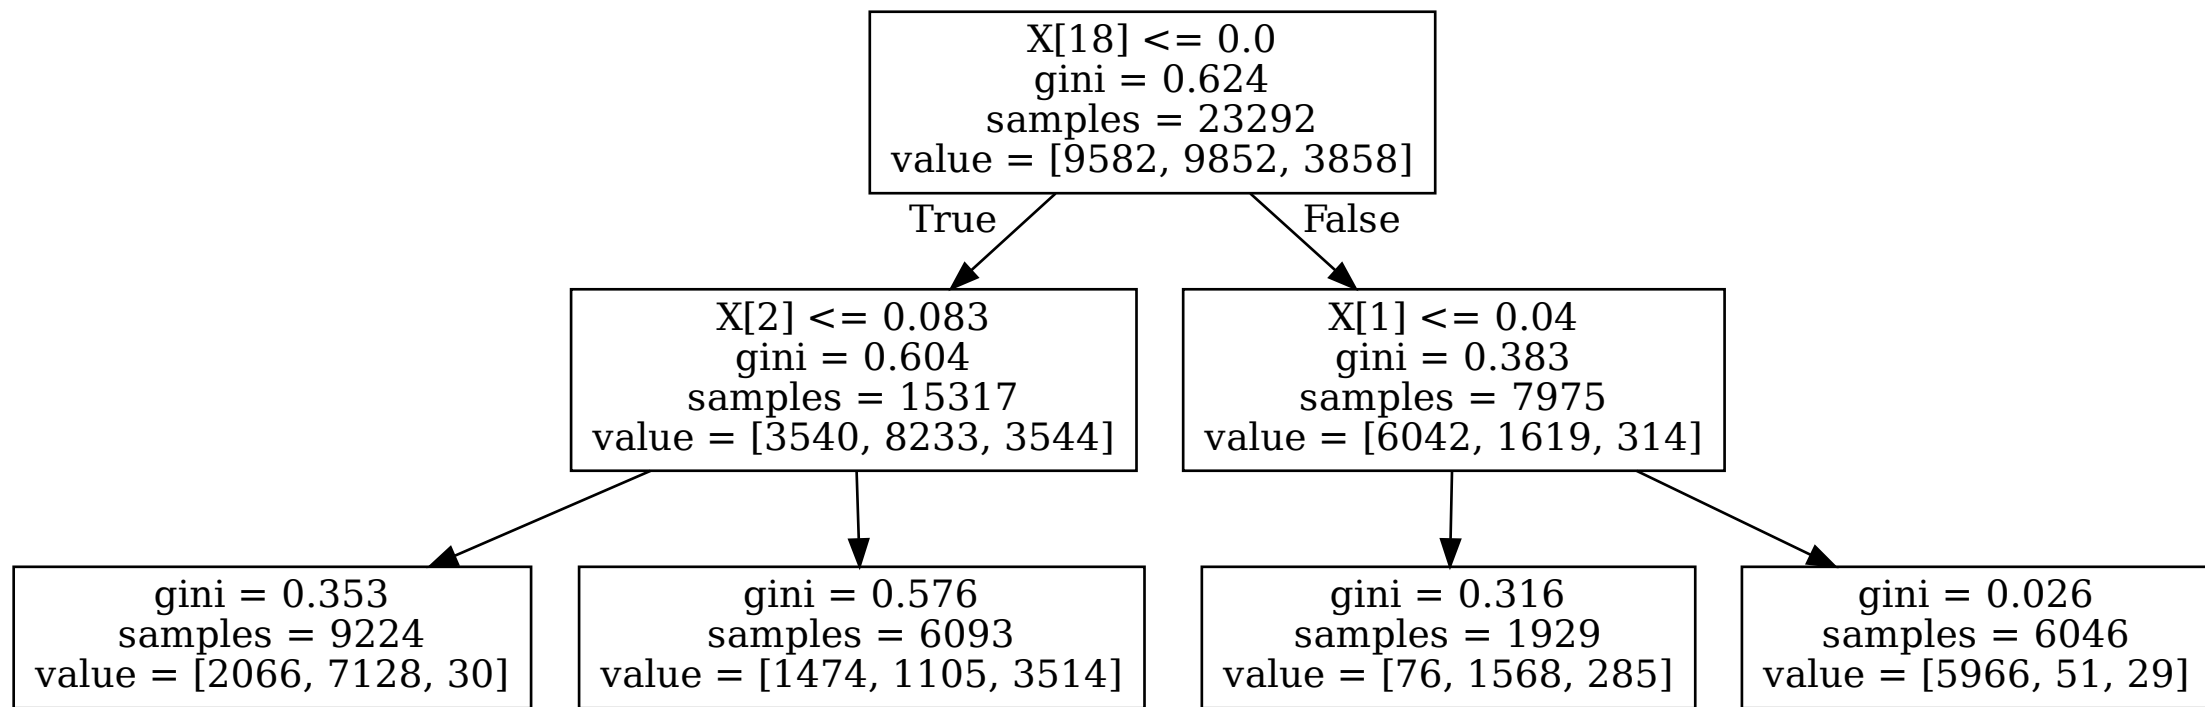 X[18] <= 0.0
gini = 0.624
samples = 23292
value = [9582, 9852, 3858]
True
False
X[2] <= 0.083
gini = 0.604
samples = 15317
value = [3540, 8233, 3544]
X[1] <= 0.04
gini = 0.383
samples = 7975
value = [6042, 1619, 314]
gini = 0.353
samples = 9224
value = [2066, 7128, 30]
gini = 0.576
samples = 6093
value = [1474, 1105, 3514]
gini = 0.316
samples = 1929
value = [76, 1568, 285]
gini = 0.026
samples = 6046
value = [5966, 51, 29]